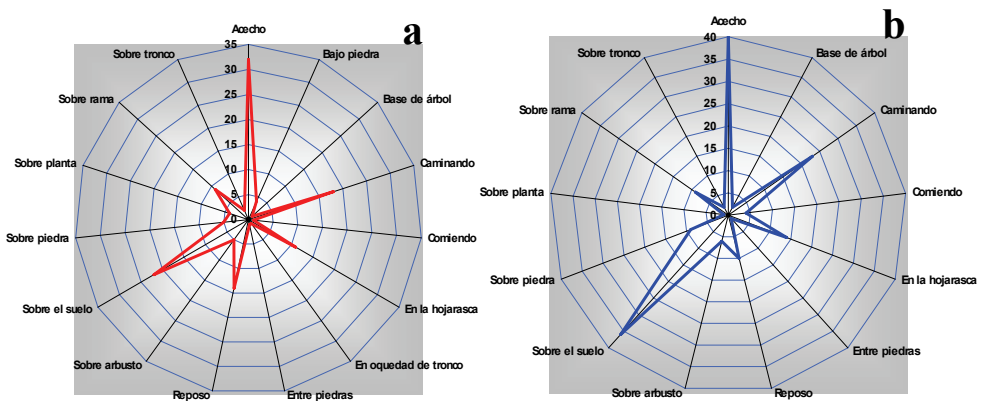 a
Acecho
35
30
25
20
15
10
5
0
Bajo piedra
Base de árbol
Caminando
Comiendo
En la hojarasca
En oquedad de tronco
Entre piedras
Reposo
Sobre arbusto
Sobre el suelo
Sobre piedra
Sobre planta
Sobre rama
Sobre tronco
b
Acecho
40
35
30
25
20
15
10
5
0
Base de árbol
Caminando
Comiendo
En la hojarasca
Entre piedras
Reposo
Sobre arbusto
Sobre el suelo
Sobre piedra
Sobre planta
Sobre rama
Sobre tronco